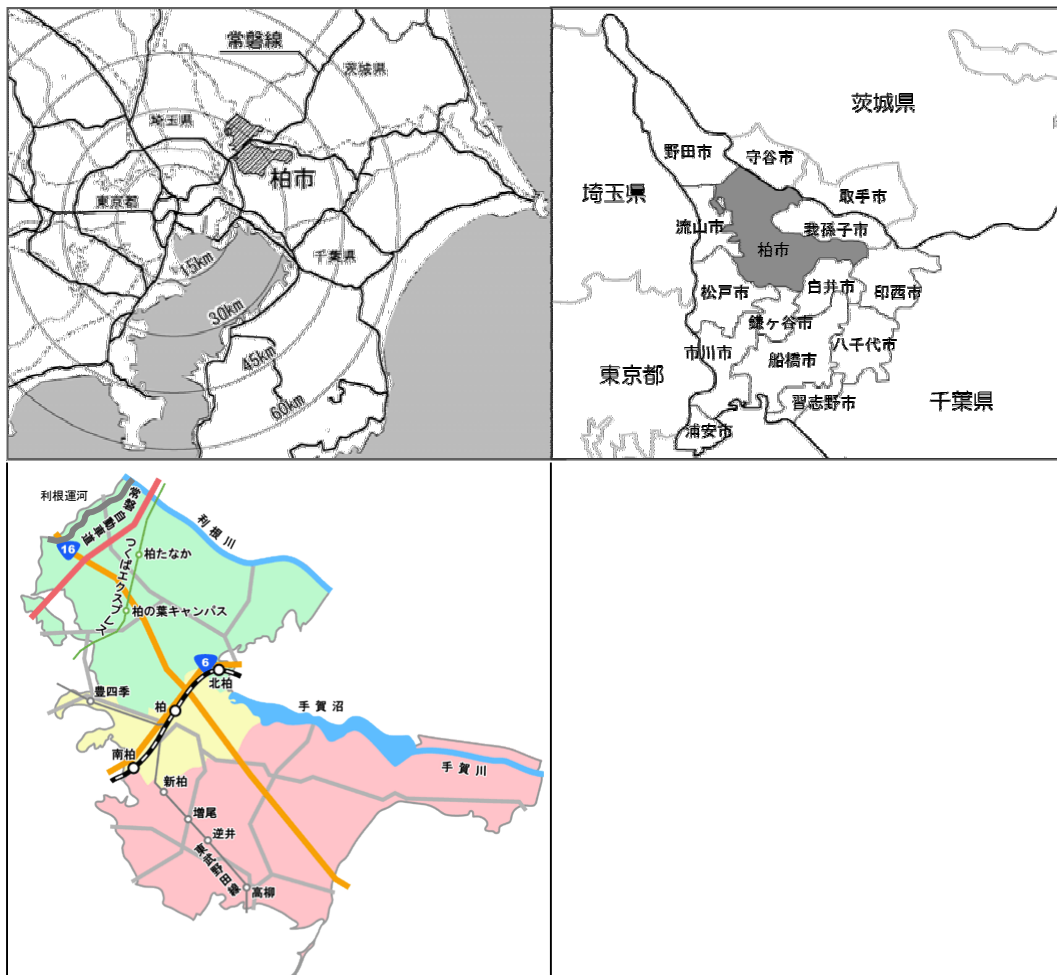 常磐線
茨城県
埼玉県
柏市
東京都
千葉県
15km
30km
45km
60km
茨城県
野田市
守谷市
埼玉県
取手市
流山市
我孫子市
柏市
松戸市
白井市
印西市
鎌ヶ谷市
市川市
船橋市
八千代市
東京都
習志野市
千葉県
浦安市
利根運河
常磐自動車道
利根川
16
つくばエクスプレス
柏たなか
柏の葉キャンパス
6
北柏
豊四季
柏
手賀沼
南柏
手賀川
新柏
増尾
逆井
東武野田線
高柳